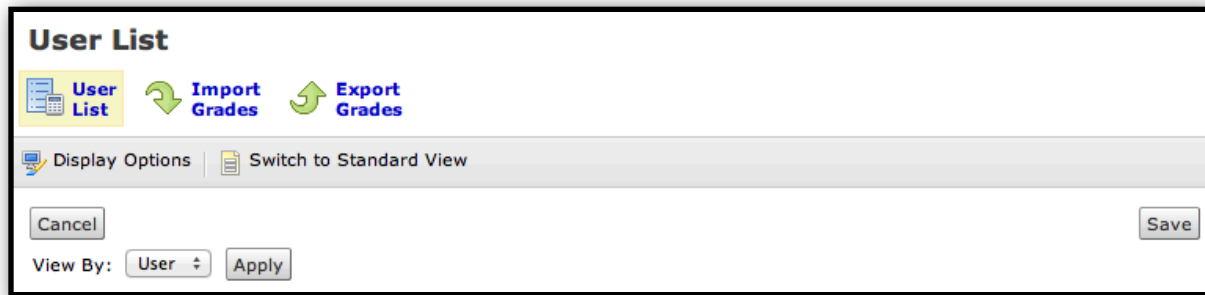 User List
User List
Import Grades
Export Grades
Display Options
Switch to Standard View
Cancel
Save
View By: User Apply